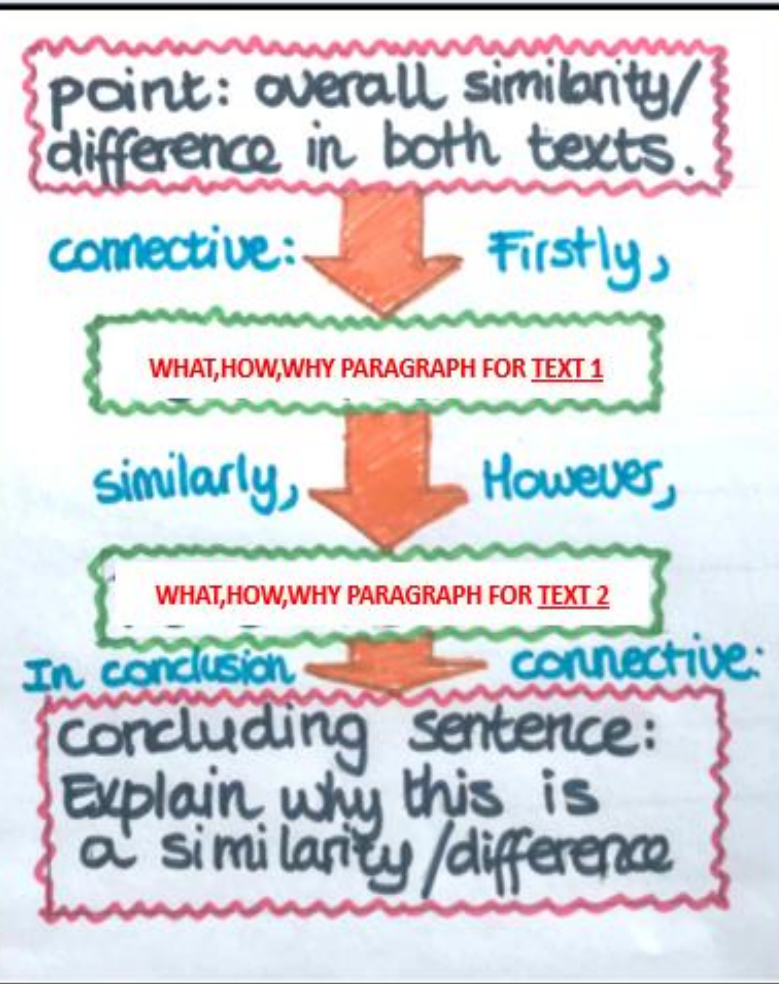 point: overall similarity/
difference in both texts.
connective: Firstly,
WHAT,HOW,WHY PARAGRAPH FOR TEXT 1
similarly, However,
WHAT,HOW,WHY PARAGRAPH FOR TEXT 2
In conclusion connective:
concluding sentence:
Explain why this is
a similarity/difference